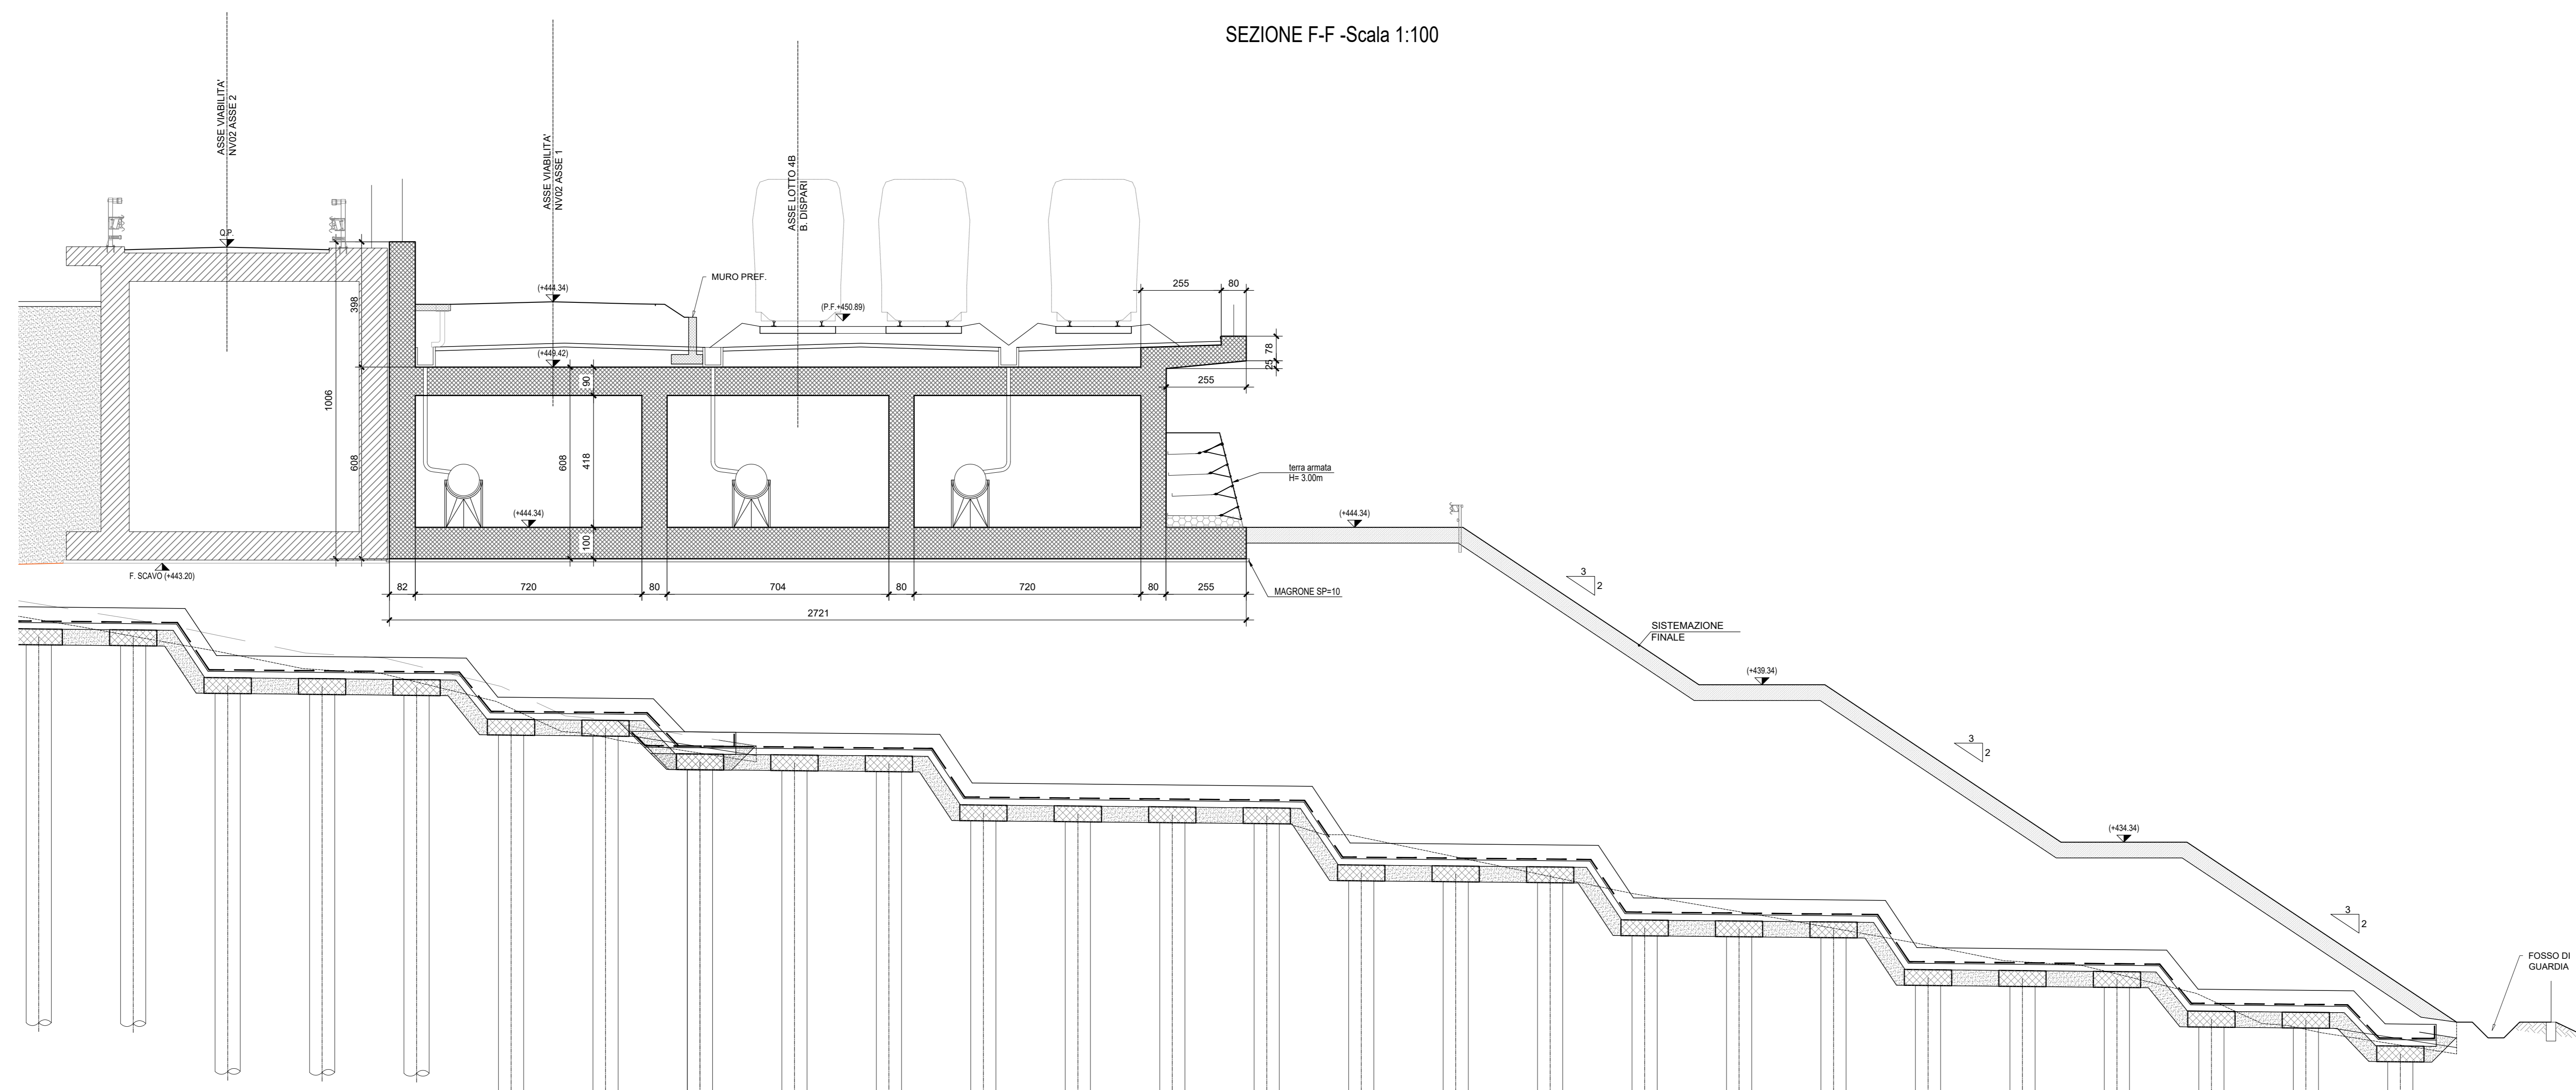 SEZIONE F-F -Scala 1:100
ASSE VIABILITA'
NV02 ASSE 2
ASSE VIABILITA'
NV02 ASSE 1
ASSE LOTTO 4B
B. DISPARI
Q.P.
MURO PREF.
(+444.34)
(P.F.+450.89)
255
80
398
(+449.42)
78
25
90
255
1006
608
608
418
terra armata
H= 3.00m
(+444.34)
(+444.34)
100
F. SCAVO (+443.20)
82
720
80
704
80
720
80
255
MAGRONE SP=10
2721
3
2
SISTEMAZIONE
FINALE
(+439.34)
3
2
(+434.34)
3
2
FOSSO DI
GUARDIA